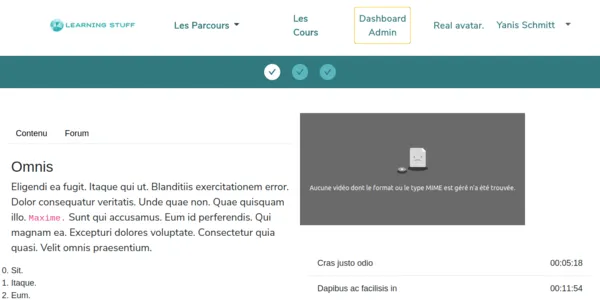 LEARNING STUFF
Les Parcours
Les
Cours
Dashboard
Admin
Real avatar.
Yanis Schmitt
Contenu
Forum
Omnis
Eligendi ea fugit. Itaque qui ut. Blanditiis exercitationem error.
Dolor consequatur veritatis. Unde quae non. Quae quisquam
illo. Maxime. Sunt qui accusamus. Eum id perferendis. Qui
magnam ea. Excepturi dolores voluptate. Consectetur quia
quasi. Velit omnis praesentium.
0. Sit.
1. Itaque.
2. Eum.
Aucune vidéo dont le format ou le type MIME est géré n'a été trouvée.
Cras justo odio 00:05:18
Dapibus ac facilisis in 00:11:54